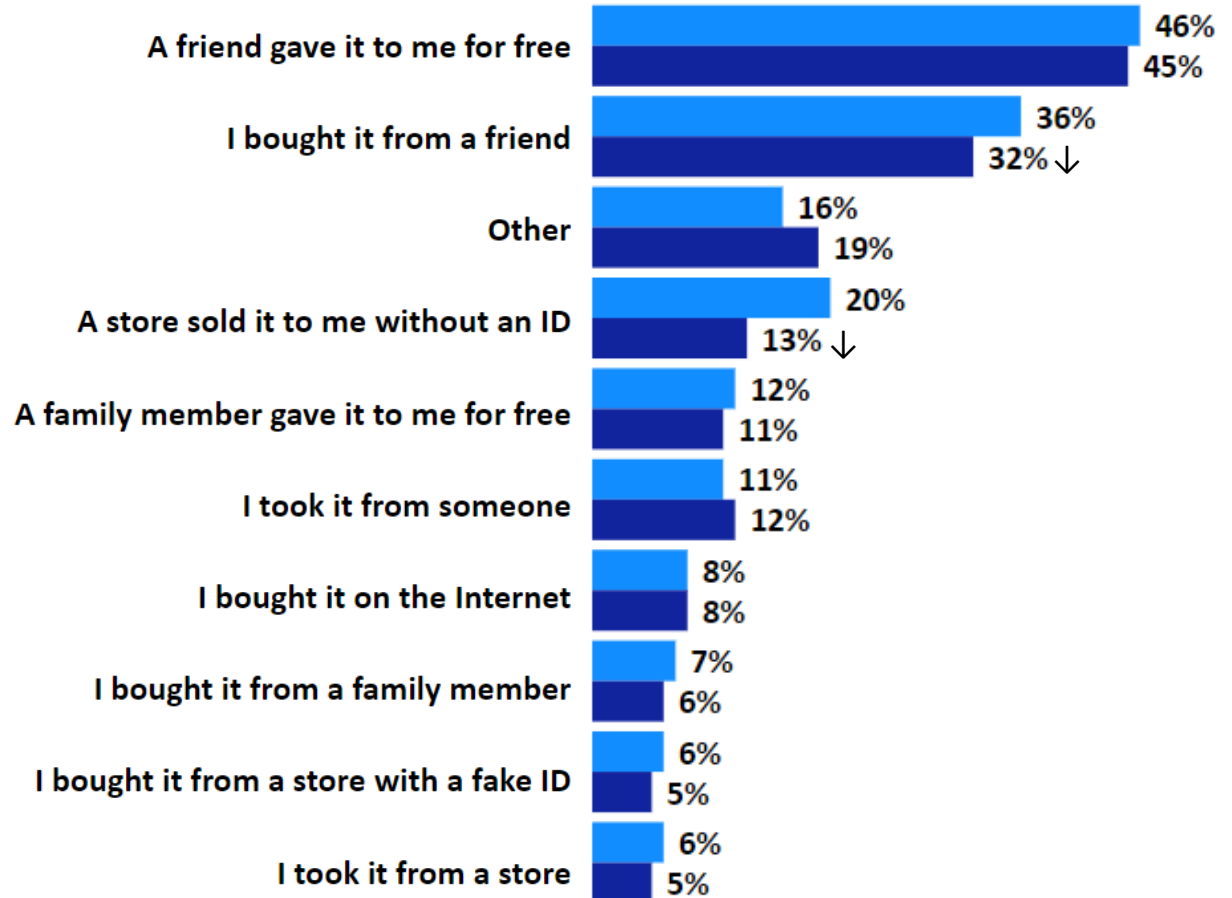 A friend gave it to me for free
46%
45%
I bought it from a friend
36%
32% ↓
Other
16%
19%
A store sold it to me without an ID
20%
13% ↓
A family member gave it to me for free
12%
11%
I took it from someone
11%
12%
I bought it on the Internet
8%
8%
I bought it from a family member
7%
6%
I bought it from a store with a fake ID
6%
5%
I took it from a store
6%
5%